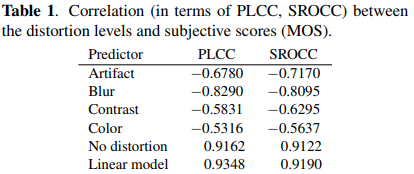 Table 1. Correlation (in terms of PLCC, SROCC) between
the distortion levels and subjective scores (MOS).
Predictor PLCC SROCC
Artifact −0.6780 −0.7170
Blur −0.8290 −0.8095
Contrast −0.5831 −0.6295
Color −0.5316 −0.5637
No distortion 0.9162 0.9122
Linear model 0.9348 0.9190